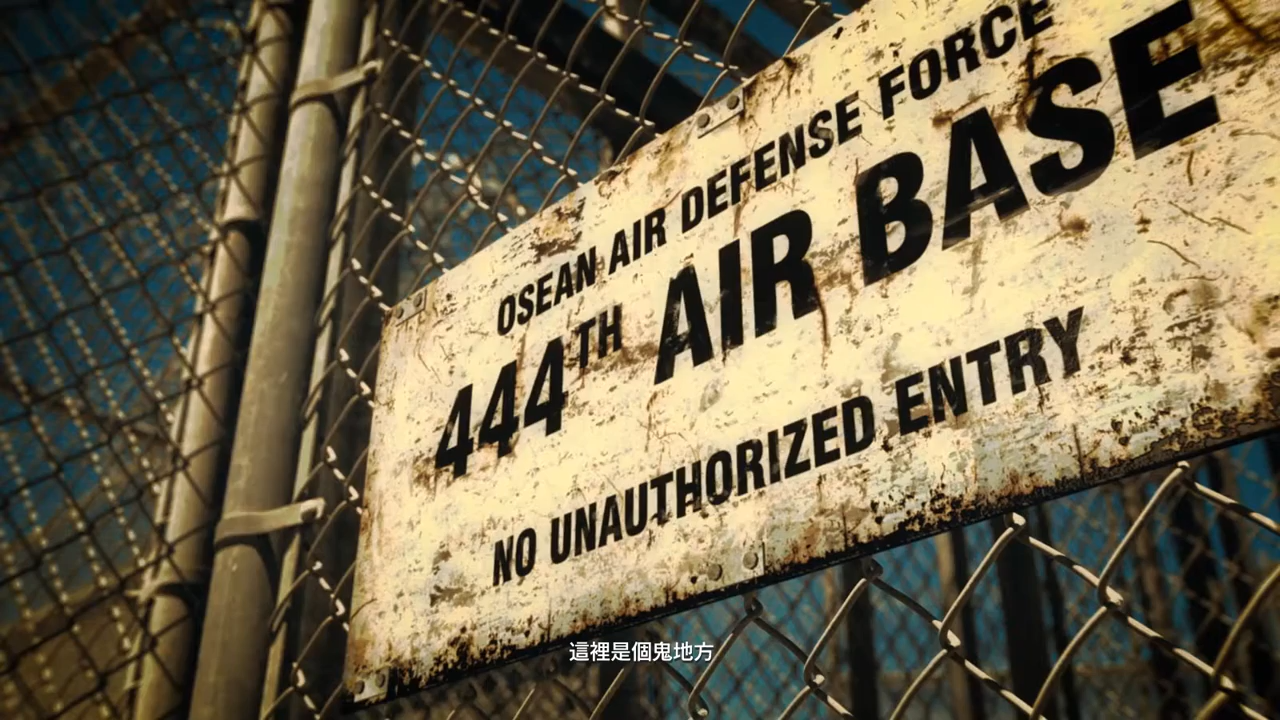 OSEAN AIR DEFENSE FORCE
444TH AIR BASE
NO UNAUTHORIZED ENTRY
這裡是個鬼地方